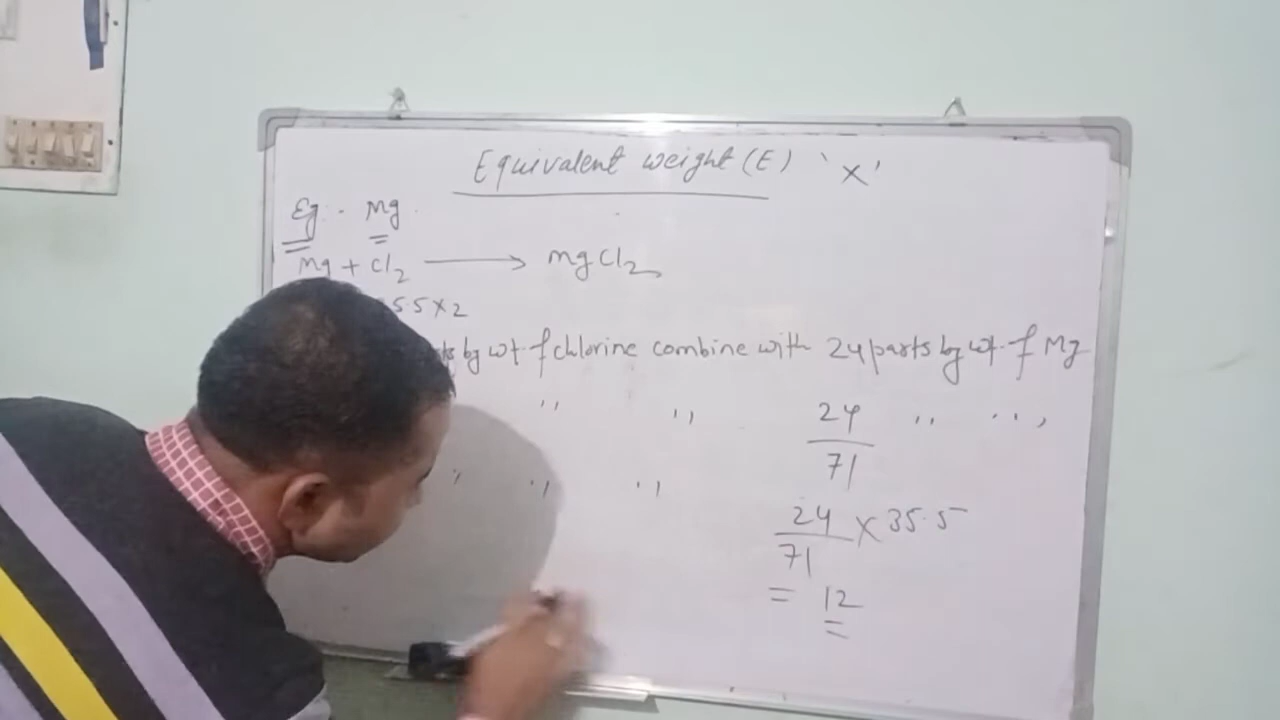 Equivalent weight (E) 'x'
Eg:- Mg
Mg + Cl2 ⟶ mgCl2
5.5 x 2
by wt. of chlorine combine with 24 parts by wt. of Mg
,, ,, 24/71 ,, ,,
,, ,, ,, 24/71 x 35.5
= 12